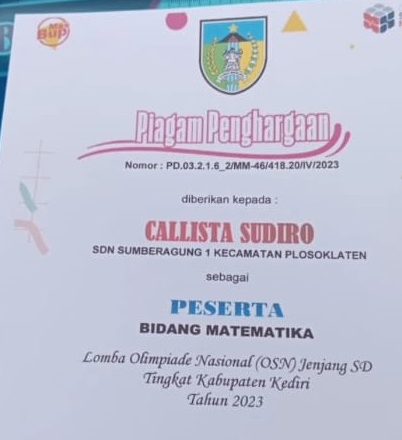 Mas
Bup
Piagam Penghargaan
Nomor : PD.03.2.1.6_2/MM-46/418.20/IV/2023
diberikan kepada :
CALLISTA SUDIRO
SDN SUMBERAGUNG 1 KECAMATAN PLOSOKLATEN
sebagai
PESERTA
BIDANG MATEMATIKA
Lomba Olimpiade Nasional (OSN) Jenjang SD
Tingkat Kabupaten Kediri
Tahun 2023